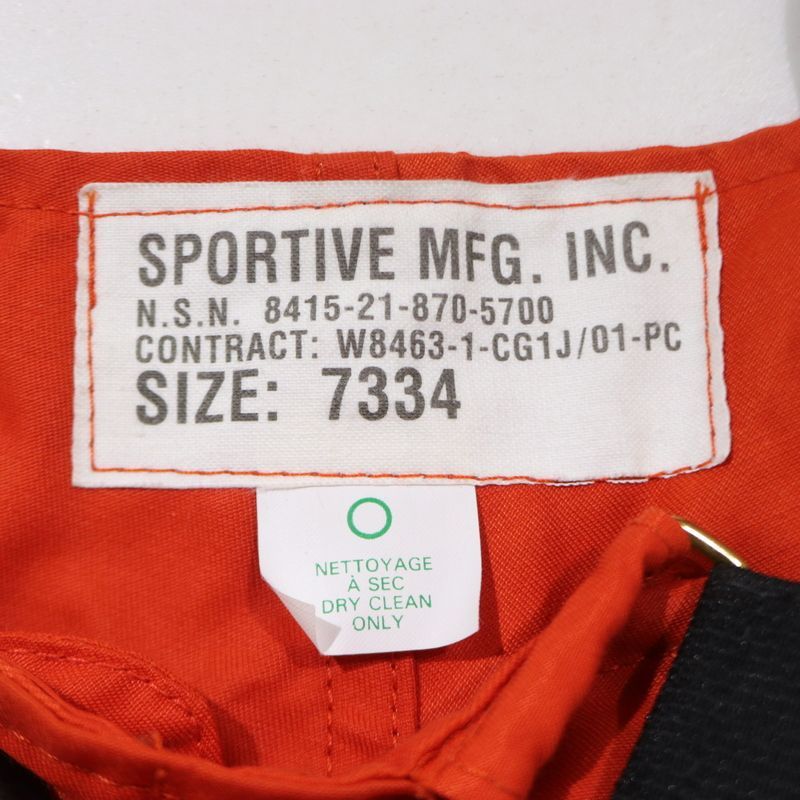 SPORTIVE MFG. INC.
N.S.N. 8415-21-870-5700
CONTRACT: W8463-1-CG1J/01-PC
SIZE: 7334
NETTOYAGE
À SEC
DRY CLEAN
ONLY